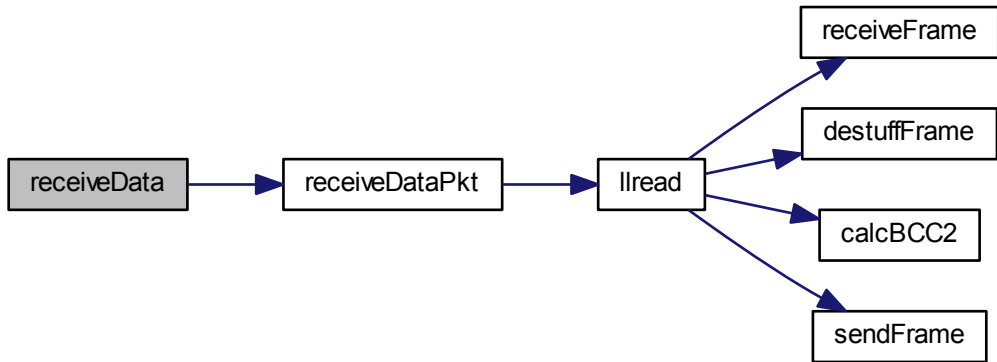 receiveData
receiveDataPkt
llread
receiveFrame
destuffFrame
calcBCC2
sendFrame